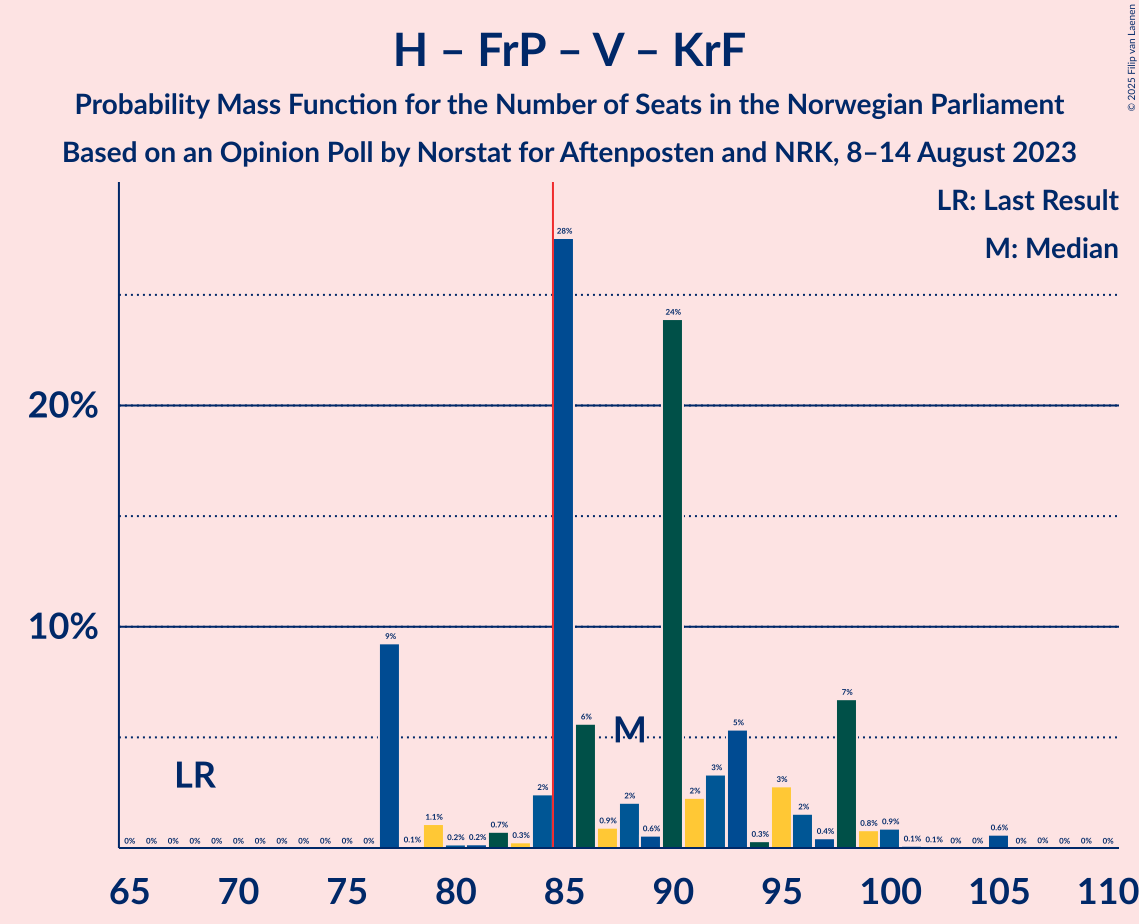 H – FrP – V – KrF
Probability Mass Function for the Number of Seats in the Norwegian Parliament
Based on an Opinion Poll by Norstat for Aftenposten and NRK, 8–14 August 2023
© 2025 Filip van Laenen
LR: Last Result
M: Median
20%
10%
LR
M
0% 0% 0% 0% 0% 0% 0% 0% 0% 0% 0% 0% 9% 0.1% 1.1% 0.2% 0.2% 0.7% 0.3% 2% 28% 6% 0.9% 2% 0.6% 24% 2% 3% 5% 0.3% 3% 2% 0.4% 7% 0.8% 0.9% 0.1% 0.1% 0% 0% 0.6% 0% 0% 0% 0% 0%
65 70 75 80 85 90 95 100 105 110